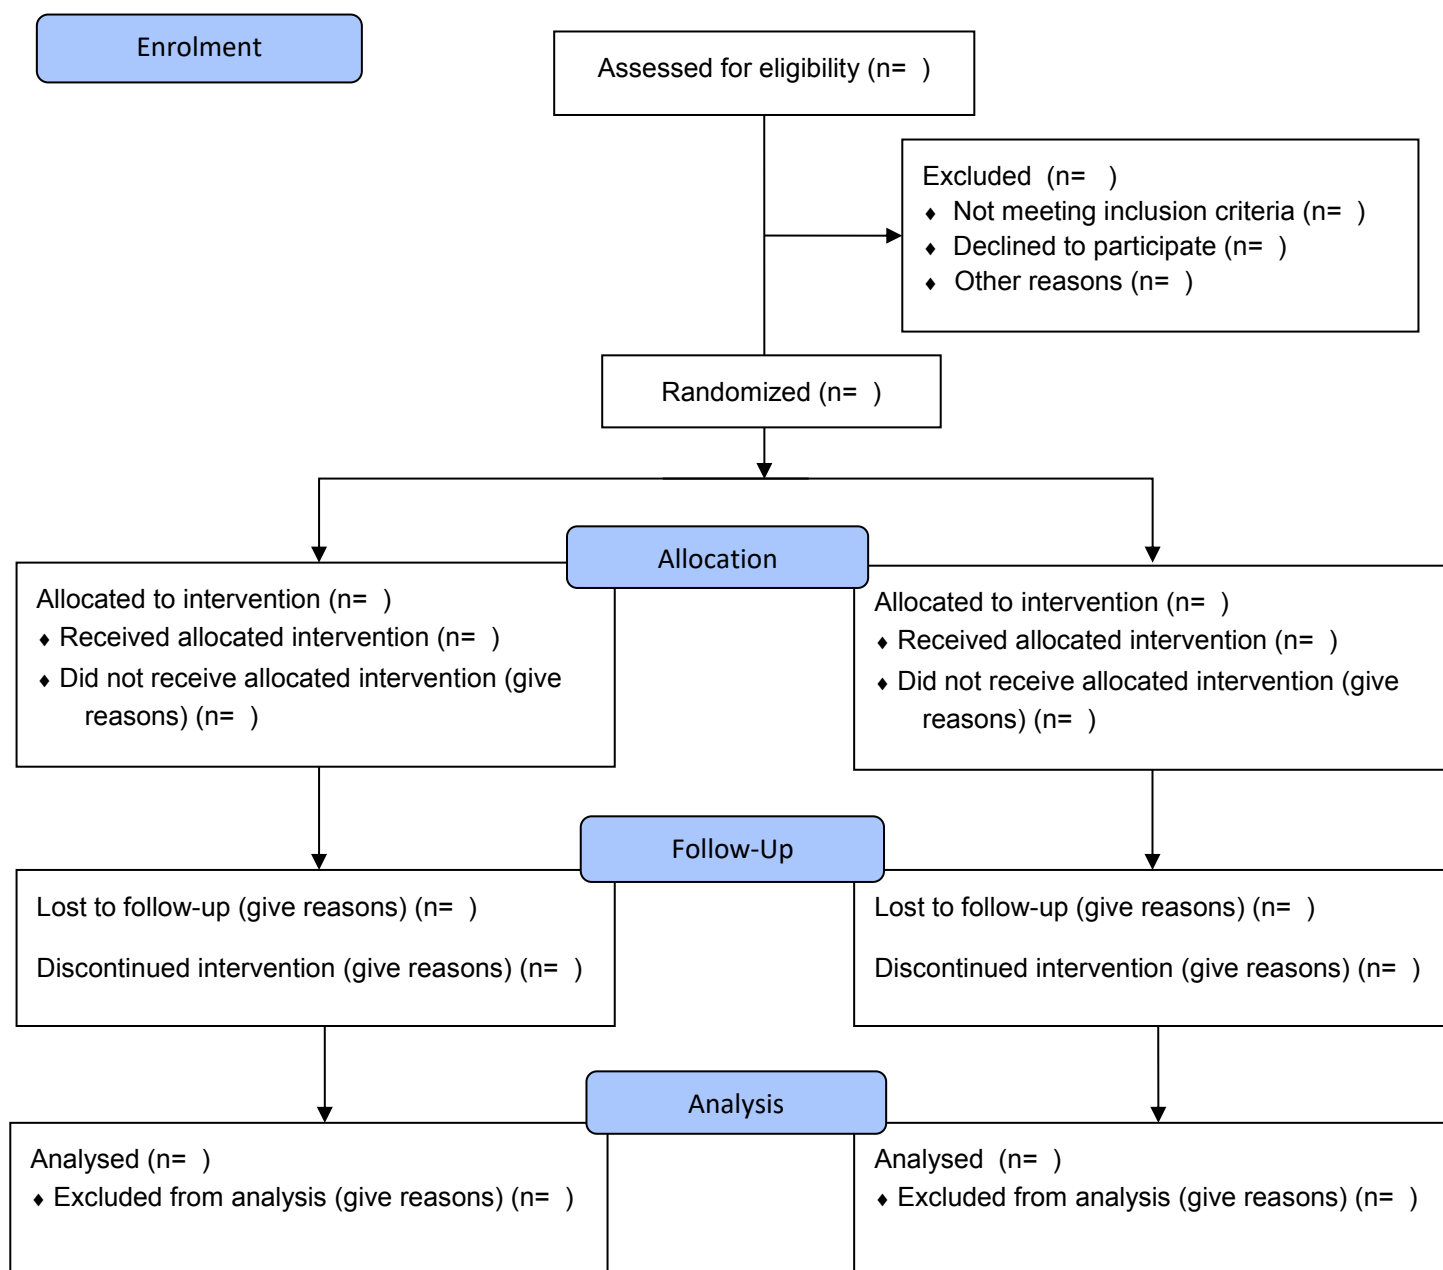 Enrolment
Assessed for eligibility (n=  )
Excluded  (n=   )
♦ Not meeting inclusion criteria (n=  )
♦ Declined to participate (n=  )
♦ Other reasons (n=  )
Randomized (n=  )
Allocation
Allocated to intervention (n=  )
♦ Received allocated intervention (n=  )
♦ Did not receive allocated intervention (give
reasons) (n=  )
Allocated to intervention (n=  )
♦ Received allocated intervention (n=  )
♦ Did not receive allocated intervention (give
reasons) (n=  )
Follow-Up
Lost to follow-up (give reasons) (n=  )
Discontinued intervention (give reasons) (n=  )
Lost to follow-up (give reasons) (n=  )
Discontinued intervention (give reasons) (n=  )
Analysis
Analysed (n=  )
♦ Excluded from analysis (give reasons) (n=  )
Analysed  (n=  )
♦ Excluded from analysis (give reasons) (n=  )